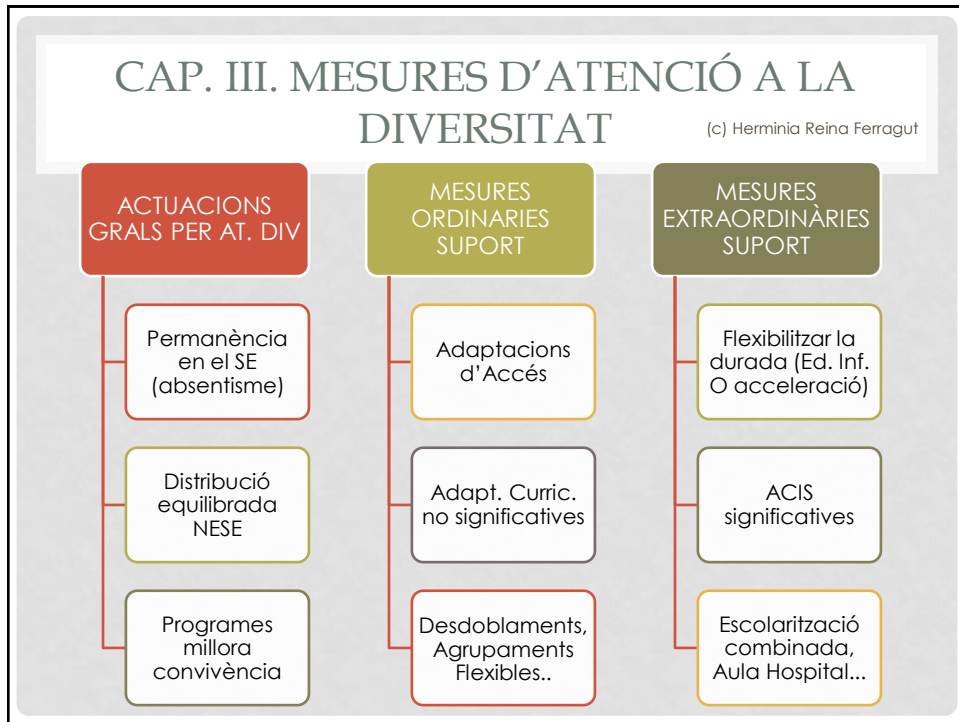 CAP. III. MESURES D’ATENCIÓ A LA
DIVERSITAT
(c) Herminia Reina Ferragut
ACTUACIONS
GRALS PER AT. DIV
Permanència
en el SE
(absentisme)
Distribució
equilibrada
NESE
Programes
millora
convivència
MESURES
ORDINARIES
SUPORT
Adaptacions
d’Accés
Adapt. Curric.
no significatives
Desdoblaments,
Agrupaments
Flexibles..
MESURES
EXTRAORDINÀRIES
SUPORT
Flexibilitzar la
durada (Ed. Inf.
O acceleració)
ACIS
significatives
Escolarització
combinada,
Aula Hospital...